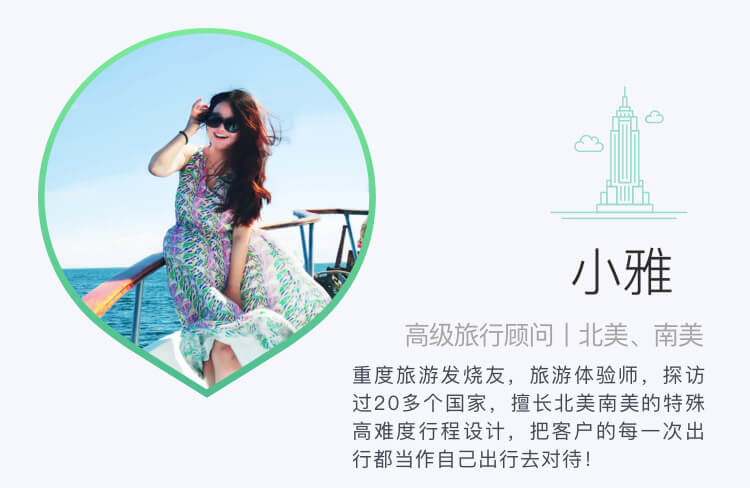 小雅
高级旅行顾问丨北美、南美
重度旅游发烧友，旅游体验师，探访
过20多个国家，擅长北美南美的特殊
高难度行程设计，把客户的每一次出
行都当作自己出行去对待！